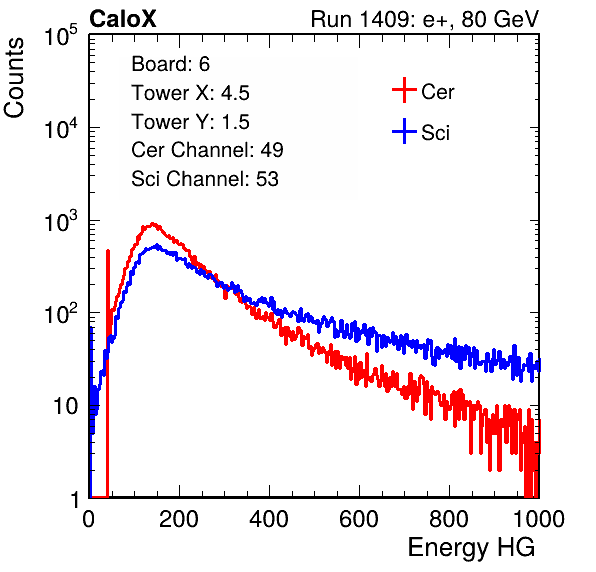 CaloX Run 1409: e+, 80 GeV
Counts
Board: 6
Tower X: 4.5
Tower Y: 1.5
Cer Channel: 49
Sci Channel: 53
Cer
Sci
10^5
10^4
10^3
10^2
10
1
0 200 400 600 800 1000
Energy HG